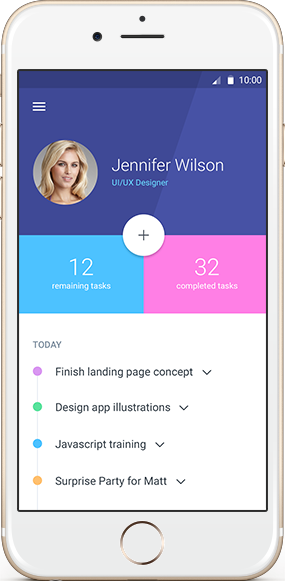 10:00
Jennifer Wilson
UI/UX Designer
+
12
32
remaining tasks
completed tasks
TODAY
Finish landing page concept
Design app illustrations
Javascript training
Surprise Party for Matt